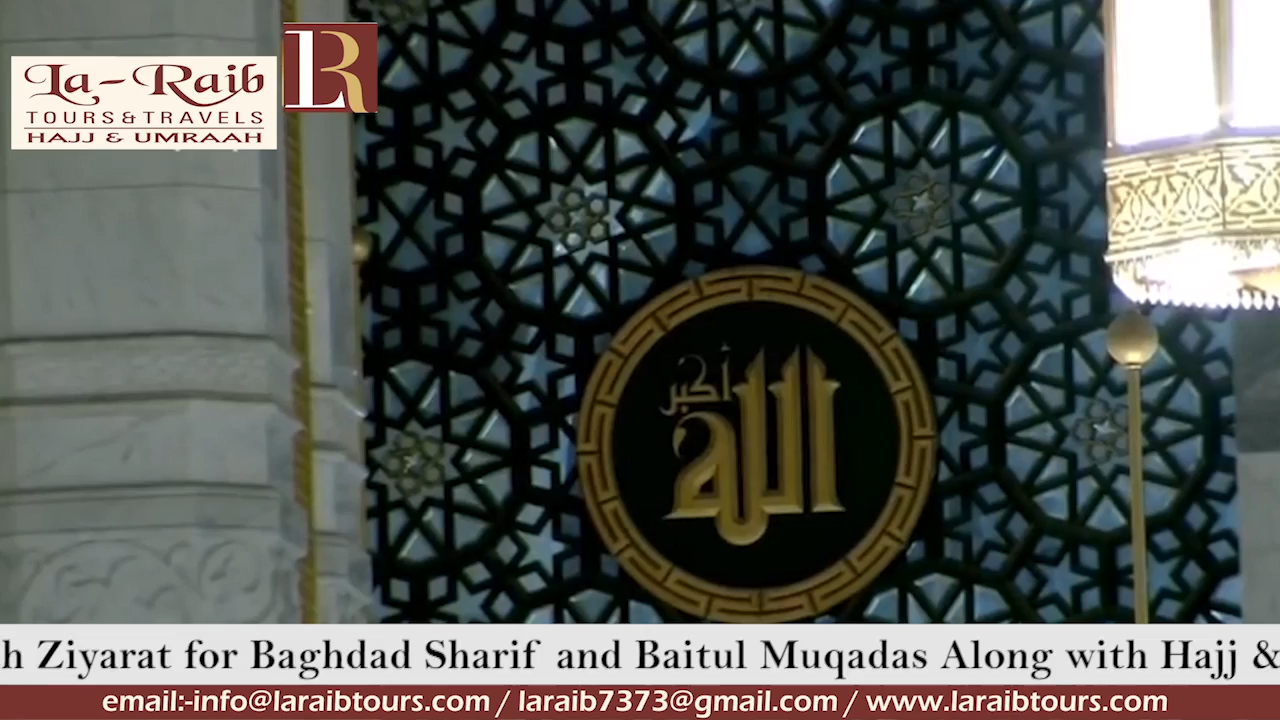 La-Raib
TOURS & TRAVELS
HAJJ & UMRAAH
LR
الله أكبر
h Ziyarat for Baghdad Sharif and Baitul Muqadas Along with Hajj &
email:-info@laraibtours.com / laraib7373@gmail.com / www.laraibtours.com